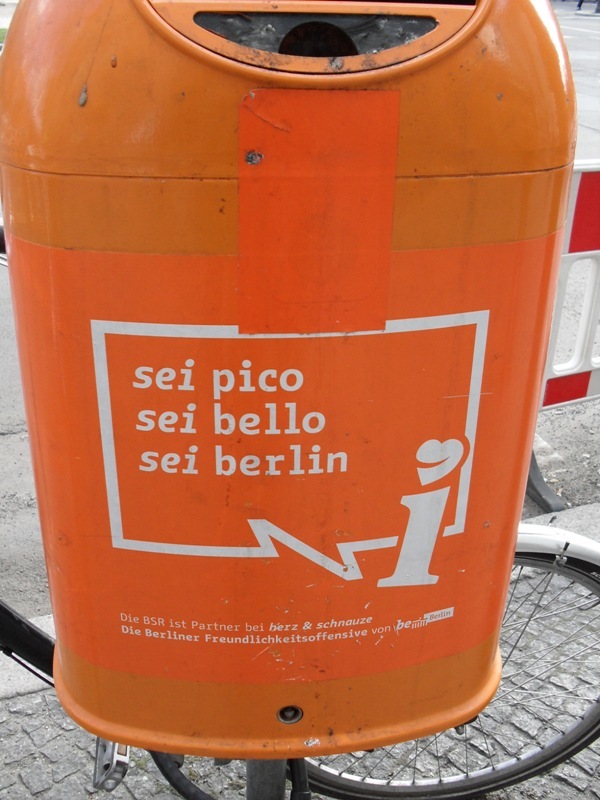 sei pico
sei bello
sei berlin
i
Die BSR ist Partner bei herz & schnauze
Die Berliner Freundlichkeitsoffensive von be Berlin